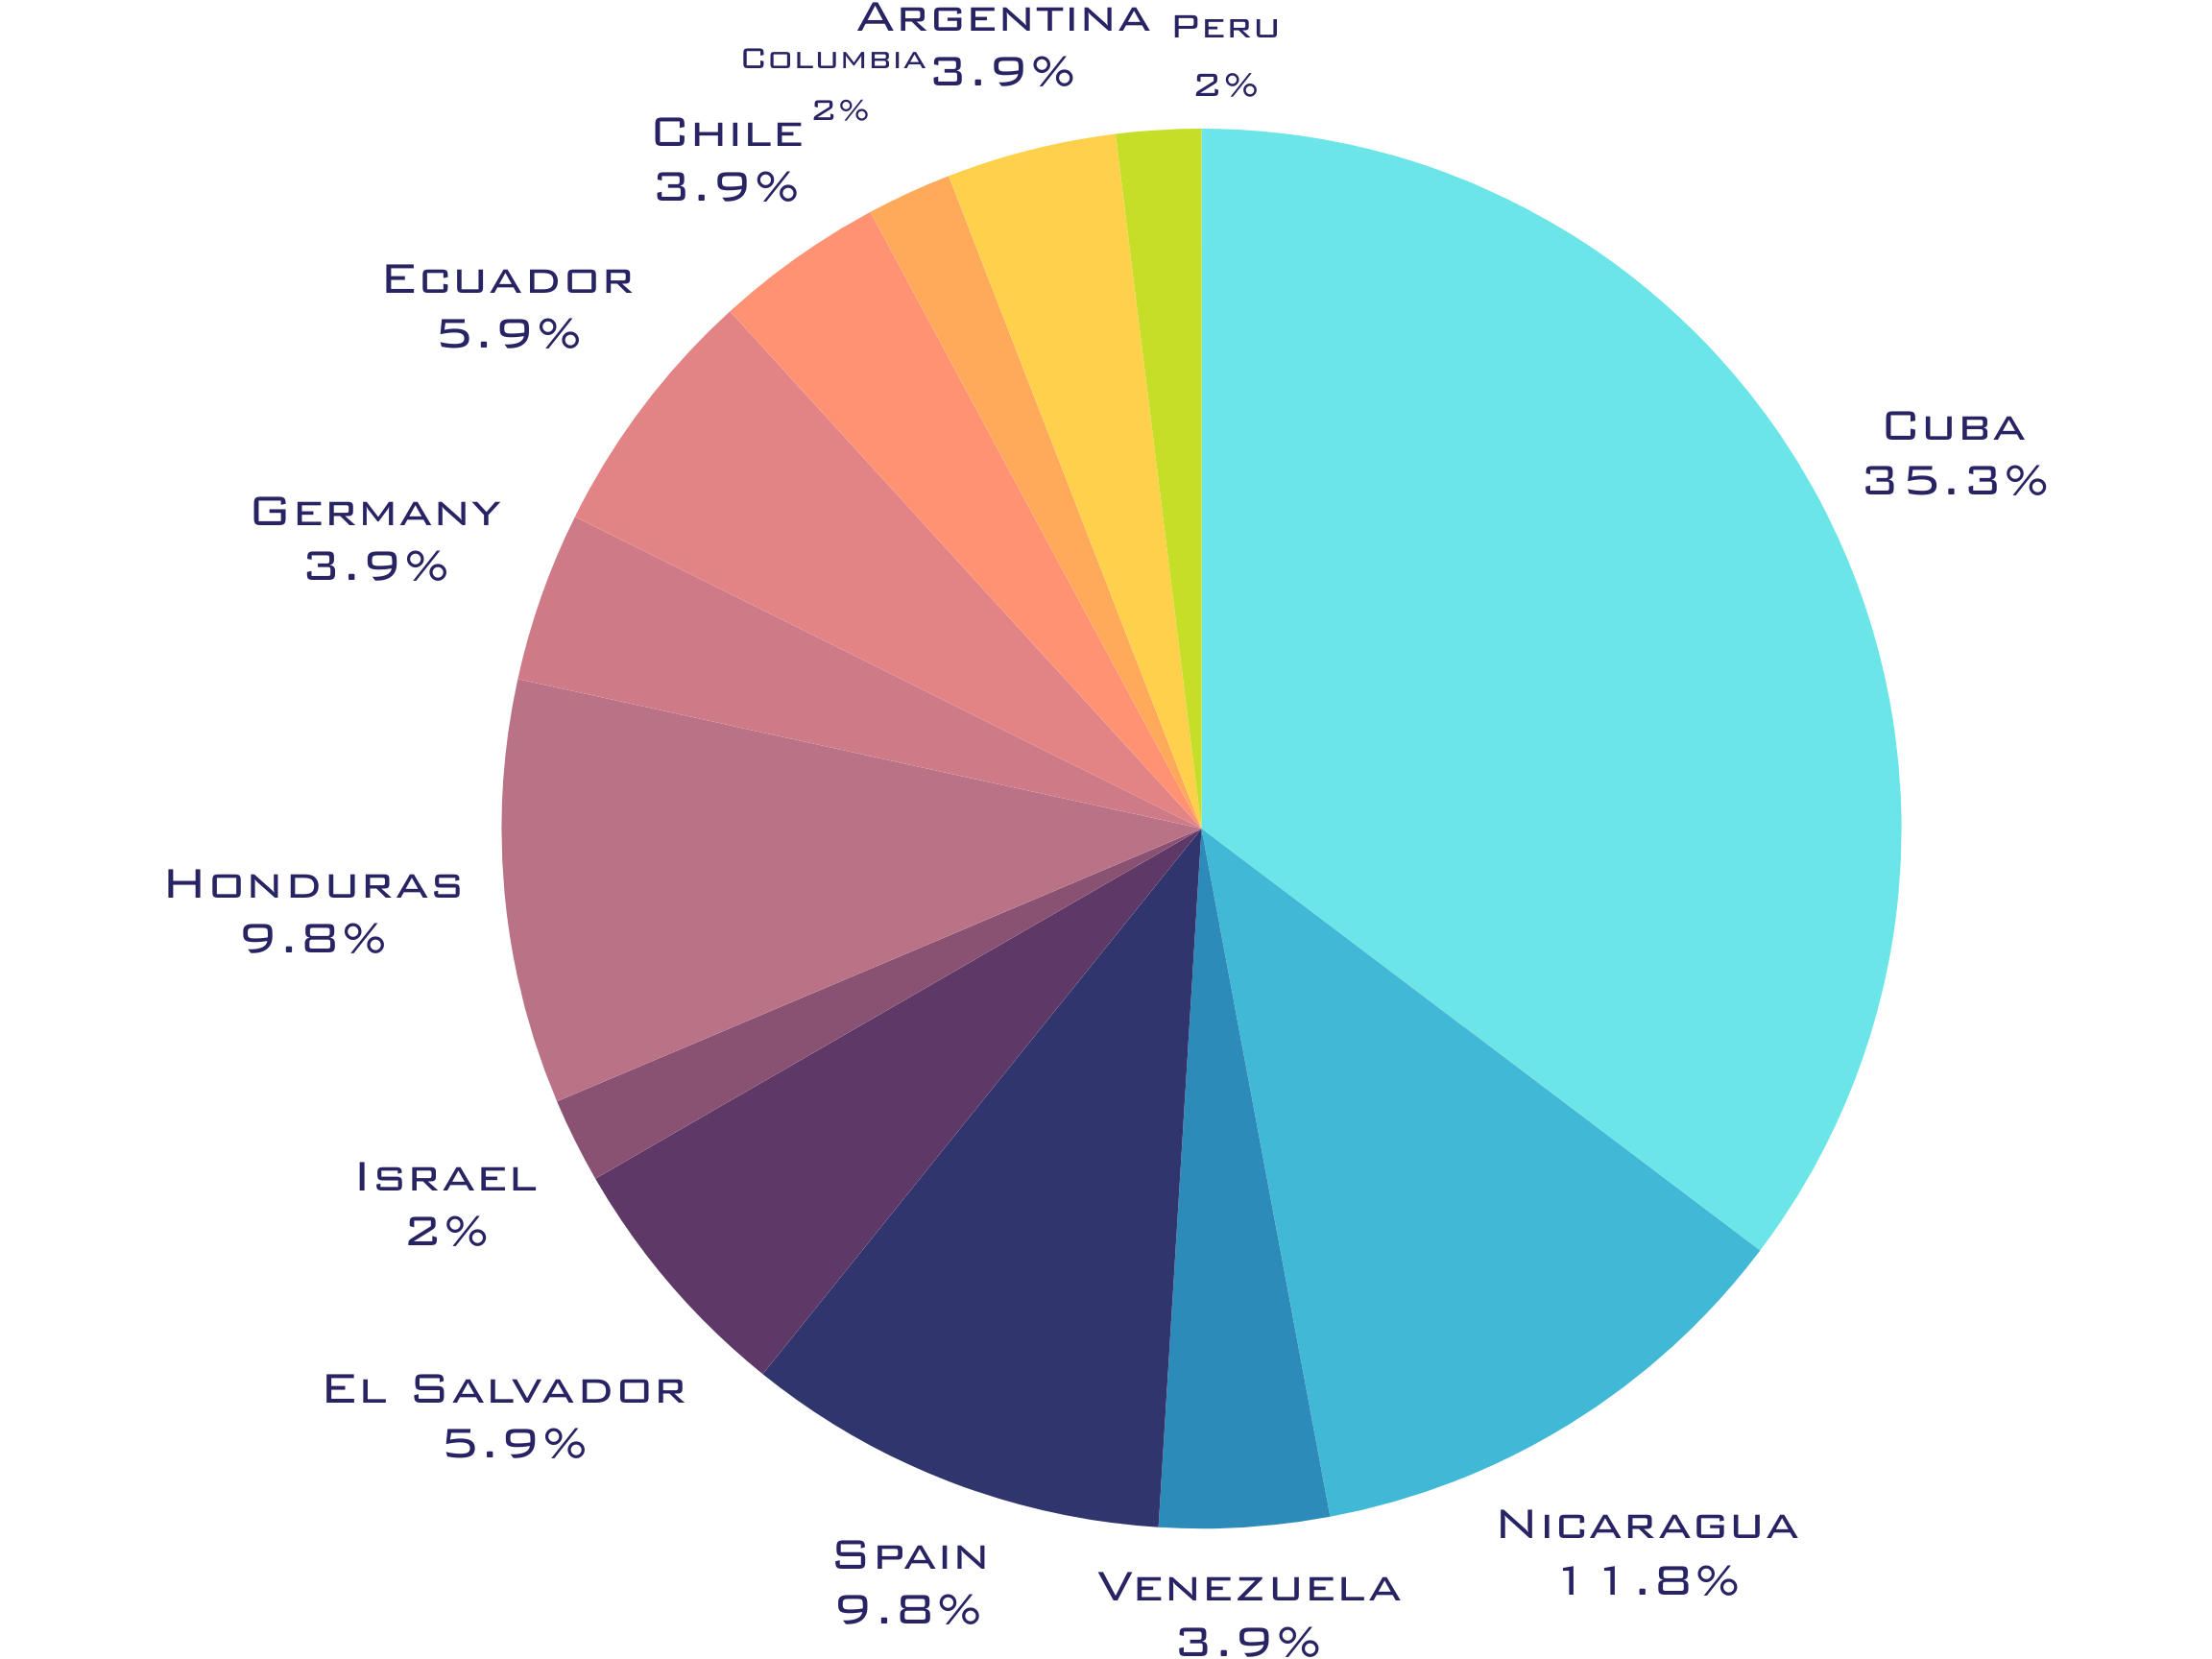 Argentina
3.9%
Peru
2%
Columbia
2%
Chile
3.9%
Ecuador
5.9%
Cuba
35.3%
Germany
3.9%
Honduras
9.8%
Israel
2%
El Salvador
5.9%
Spain
9.8%
Venezuela
3.9%
Nicaragua
11.8%